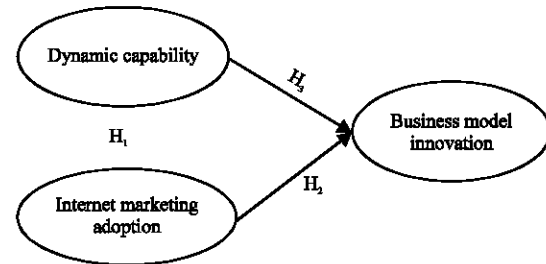 Dynamic capability
H₃
H₁
Business model
innovation
H₂
Internet marketing
adoption